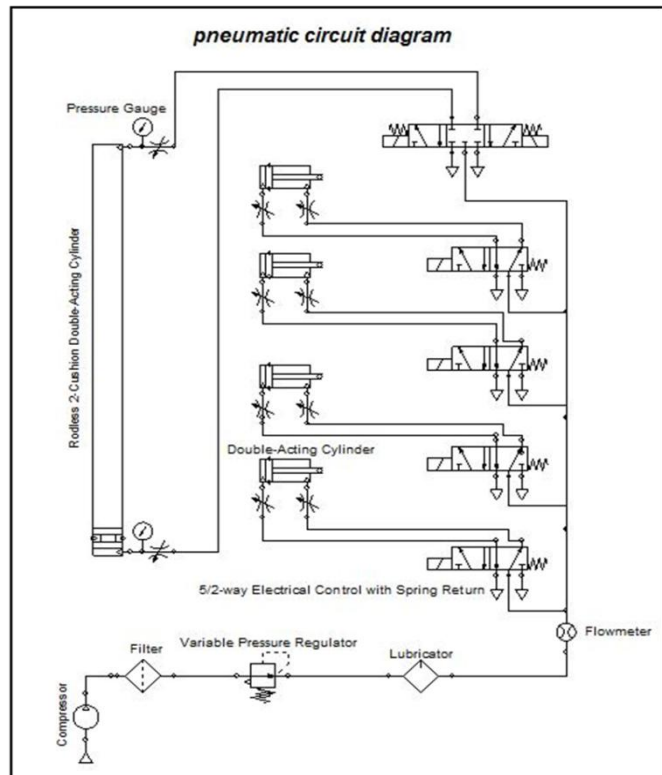 pneumatic circuit diagram
Pressure Gauge
Rodless 2-Cushion Double-Acting Cylinder
Double-Acting Cylinder
5/2-way Electrical Control with Spring Return
Flowmeter
Variable Pressure Regulator
Filter
Lubricator
Compressor